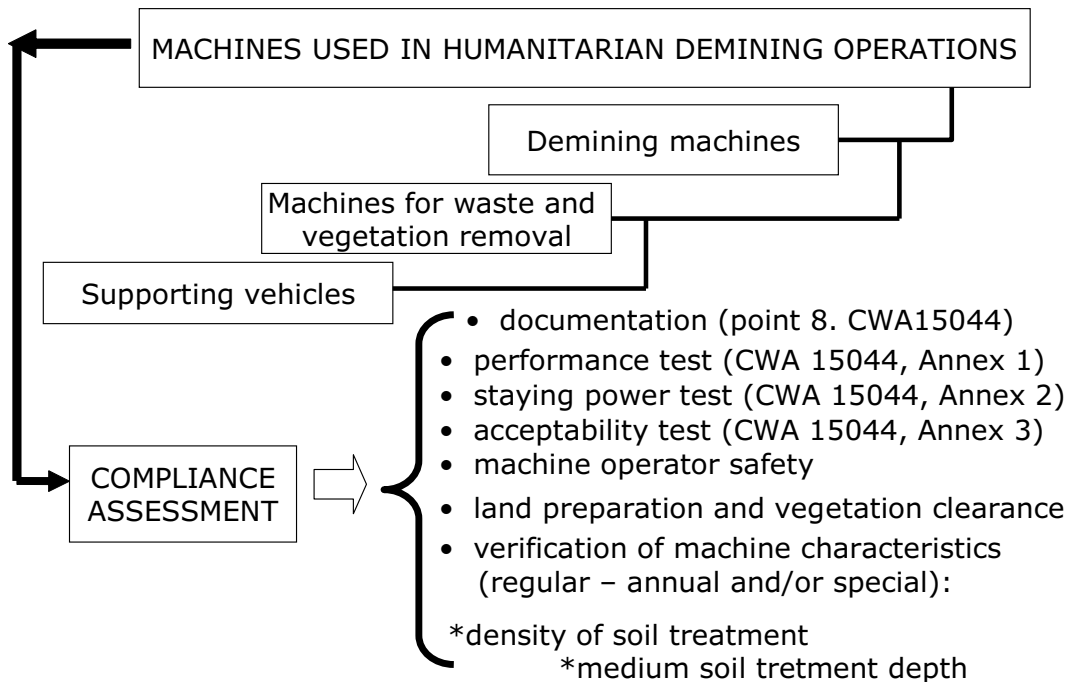 MACHINES USED IN HUMANITARIAN DEMINING OPERATIONS
Demining machines
Machines for waste and
vegetation removal
Supporting vehicles
• documentation (point 8. CWA15044)
• performance test (CWA 15044, Annex 1)
• staying power test (CWA 15044, Annex 2)
• acceptability test (CWA 15044, Annex 3)
• machine operator safety
• land preparation and vegetation clearance
• verification of machine characteristics
(regular – annual and/or special):
*density of soil treatment
*medium soil tretment depth
COMPLIANCE
ASSESSMENT